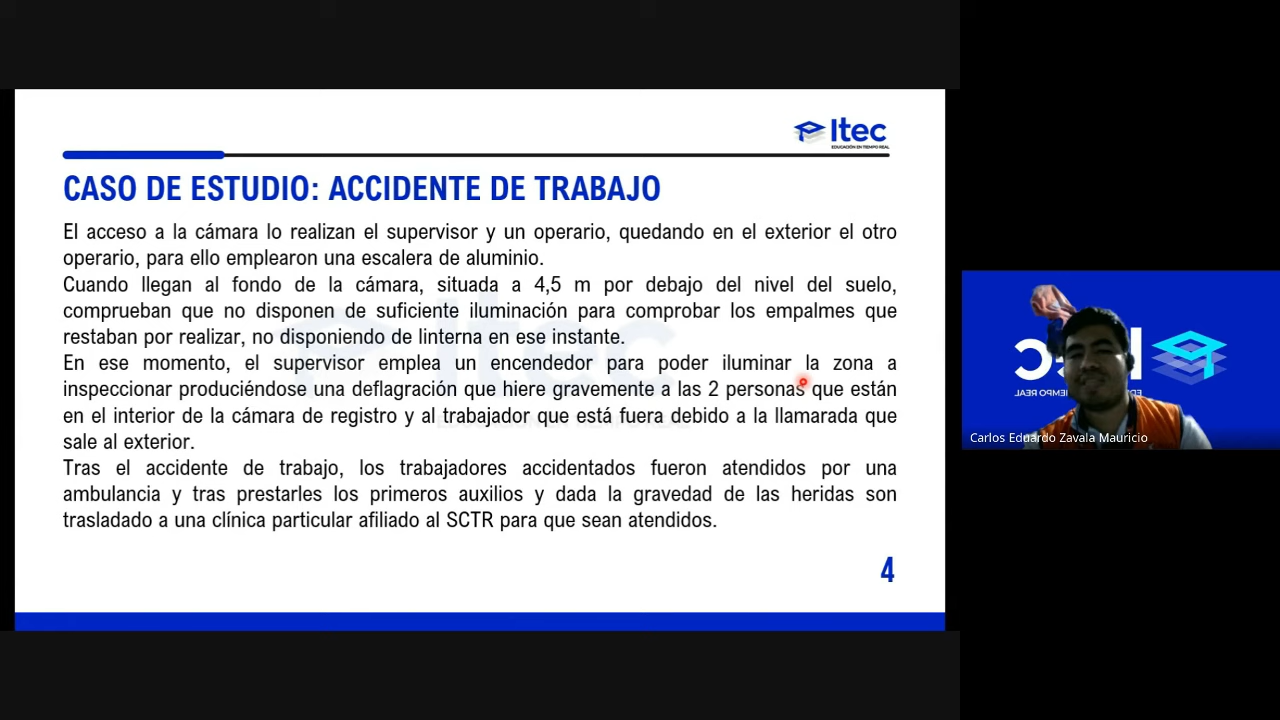 Itec
EDUCACIÓN EN TIEMPO REAL
CASO DE ESTUDIO: ACCIDENTE DE TRABAJO
El acceso a la cámara lo realizan el supervisor y un operario, quedando en el exterior el otro
operario, para ello emplearon una escalera de aluminio.
Cuando llegan al fondo de la cámara, situada a 4,5 m por debajo del nivel del suelo,
comprueban que no disponen de suficiente iluminación para comprobar los empalmes que
restaban por realizar, no disponiendo de linterna en ese instante.
En ese momento, el supervisor emplea un encendedor para poder iluminar la zona a
inspeccionar produciéndose una deflagración que hiere gravemente a las 2 personas que están
en el interior de la cámara de registro y al trabajador que está fuera debido a la llamarada que
sale al exterior.
Tras el accidente de trabajo, los trabajadores accidentados fueron atendidos por una
ambulancia y tras prestarles los primeros auxilios y dada la gravedad de las heridas son
trasladado a una clínica particular afiliado al SCTR para que sean atendidos.
4
Carlos Eduardo Zavala Mauricio